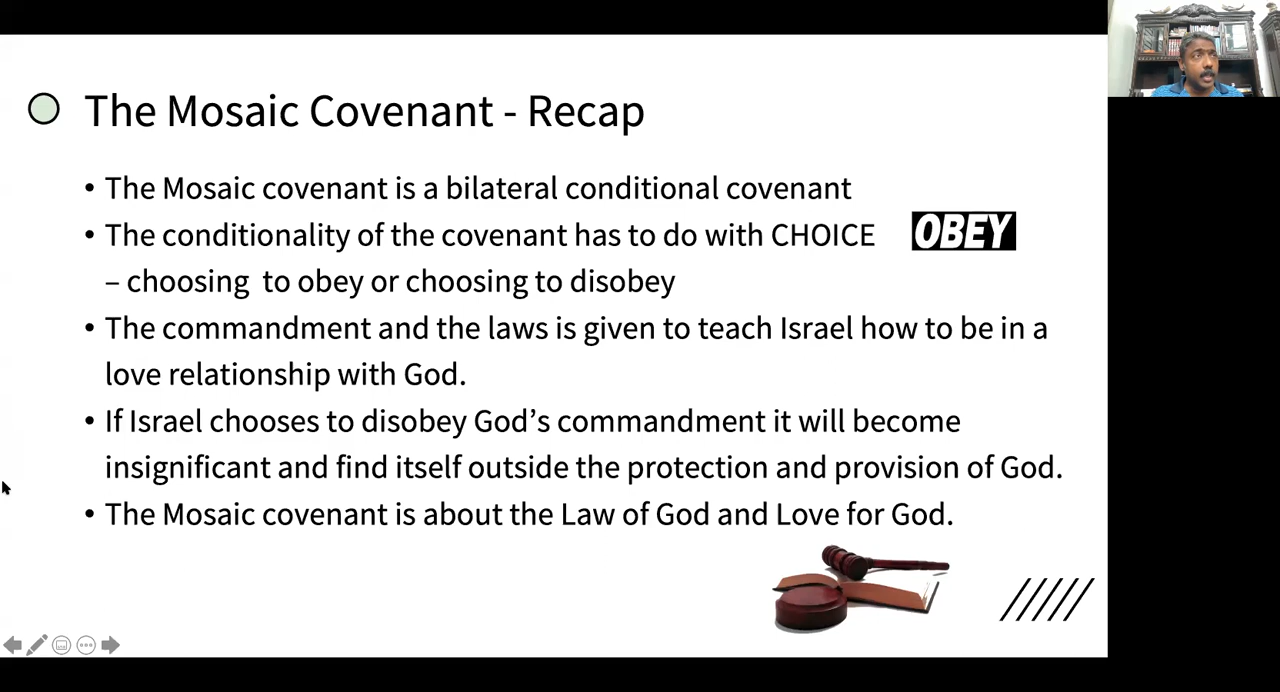 The Mosaic Covenant - Recap
• The Mosaic covenant is a bilateral conditional covenant
• The conditionality of the covenant has to do with CHOICE
OBEY
– choosing to obey or choosing to disobey
• The commandment and the laws is given to teach Israel how to be in a
love relationship with God.
• If Israel chooses to disobey God’s commandment it will become
insignificant and find itself outside the protection and provision of God.
• The Mosaic covenant is about the Law of God and Love for God.